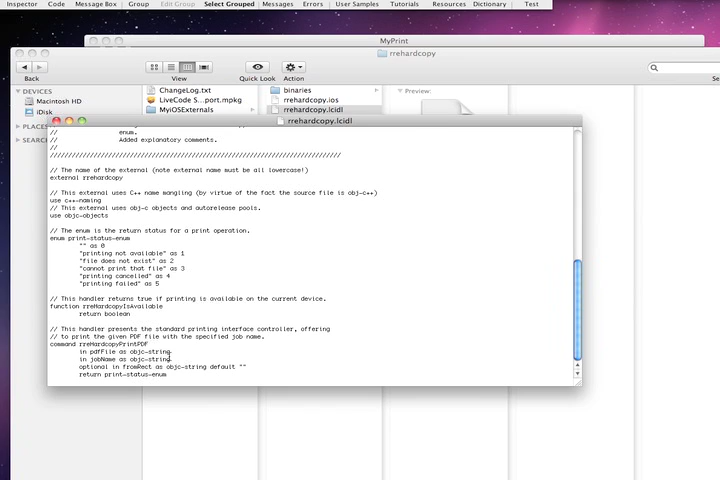 Inspector Code Message Box Group Edit Group Select Grouped Messages Errors User Samples Tutorials Resources Dictionary Test
MyPrint
rrehardcopy
Back View Quick Look Action
DEVICES
Macintosh HD
iDisk
PLACES
SEARCH
ChangeLog.txt
LiveCode S...port.mpkg
MyiOSExternals
binaries
rrehardcopy.ios
rrehardcopy.lcidl
Preview:
rrehardcopy.lcidl
// enum.
// Added explanatory comments.
//
////////////////////////////////////////////////////////////////////////////////
// The name of the external (note external name must be all lowercase!)
external rrehardcopy
// This external uses C++ name mangling (by virtue of the fact the source file is obj-c++)
use c++-naming
// This external uses obj-c objects and autorelease pools.
use objc-objects
// The enum is the return status for a print operation.
enum print-status-enum
"" as 0
"printing not available" as 1
"file does not exist" as 2
"cannot print that file" as 3
"printing cancelled" as 4
"printing failed" as 5
// This handler returns true if printing is available on the current device.
function rreHardcopyIsAvailable
return boolean
// This handler presents the standard printing interface controller, offering
// to print the given PDF file with the specified job name.
command rreHardcopyPrintPDF
in pdfFile as objc-string
in jobName as objc-string
optional in fromRect as objc-string default ""
return print-status-enum